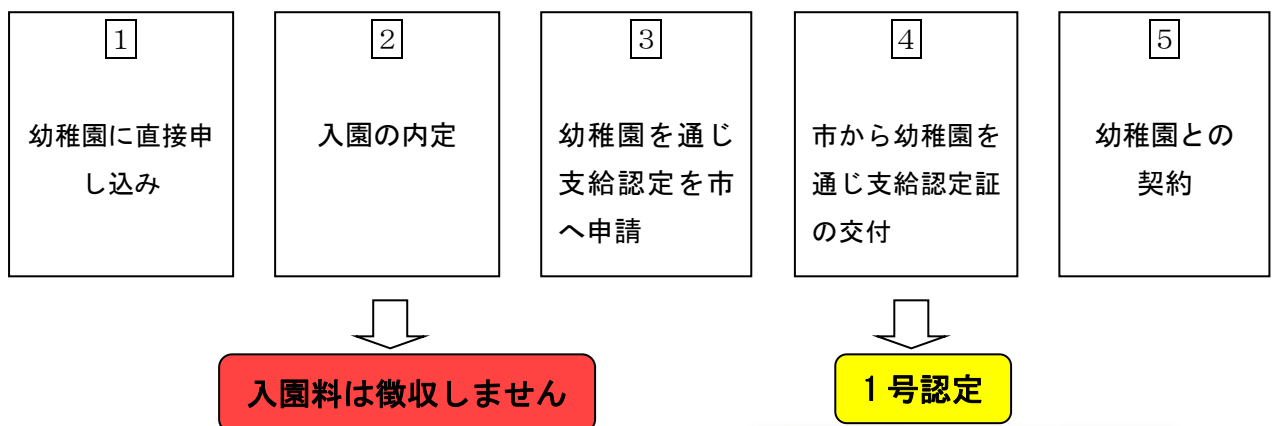 1
幼稚園に直接申
し込み
2
入園の内定
3
幼稚園を通じ
支給認定を市
へ申請
4
市から幼稚園を
通じ支給認定証
の交付
5
幼稚園との
契約
入園料は徴収しません
1号認定